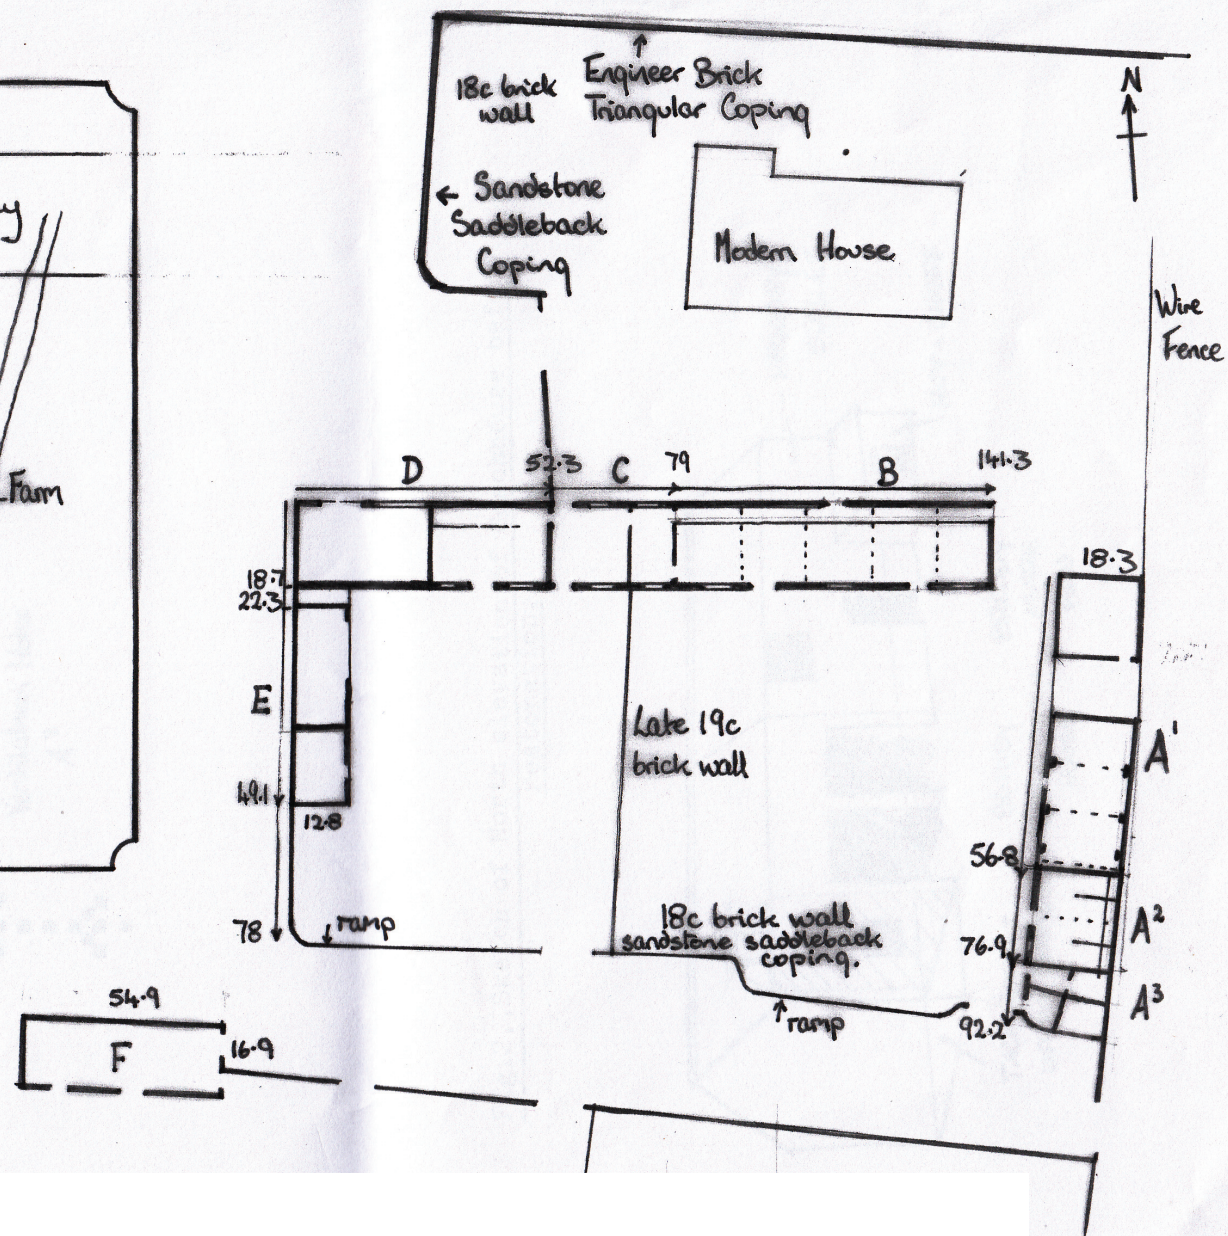 18c brick
wall
Engineer Brick
Triangular Coping
N
Sandstone
Saddleback
Coping
Modern House
Wire
Fence
y
Farm
D
52.3
C
79
B
141.3
18.7
22.3
18.3
E
Late 19c
brick wall
A¹
49.1
12.8
56.8
78
ramp
18c brick wall
sandstone saddleback
coping.
A²
76.9
ramp
92.2
A³
54.9
F
16.9